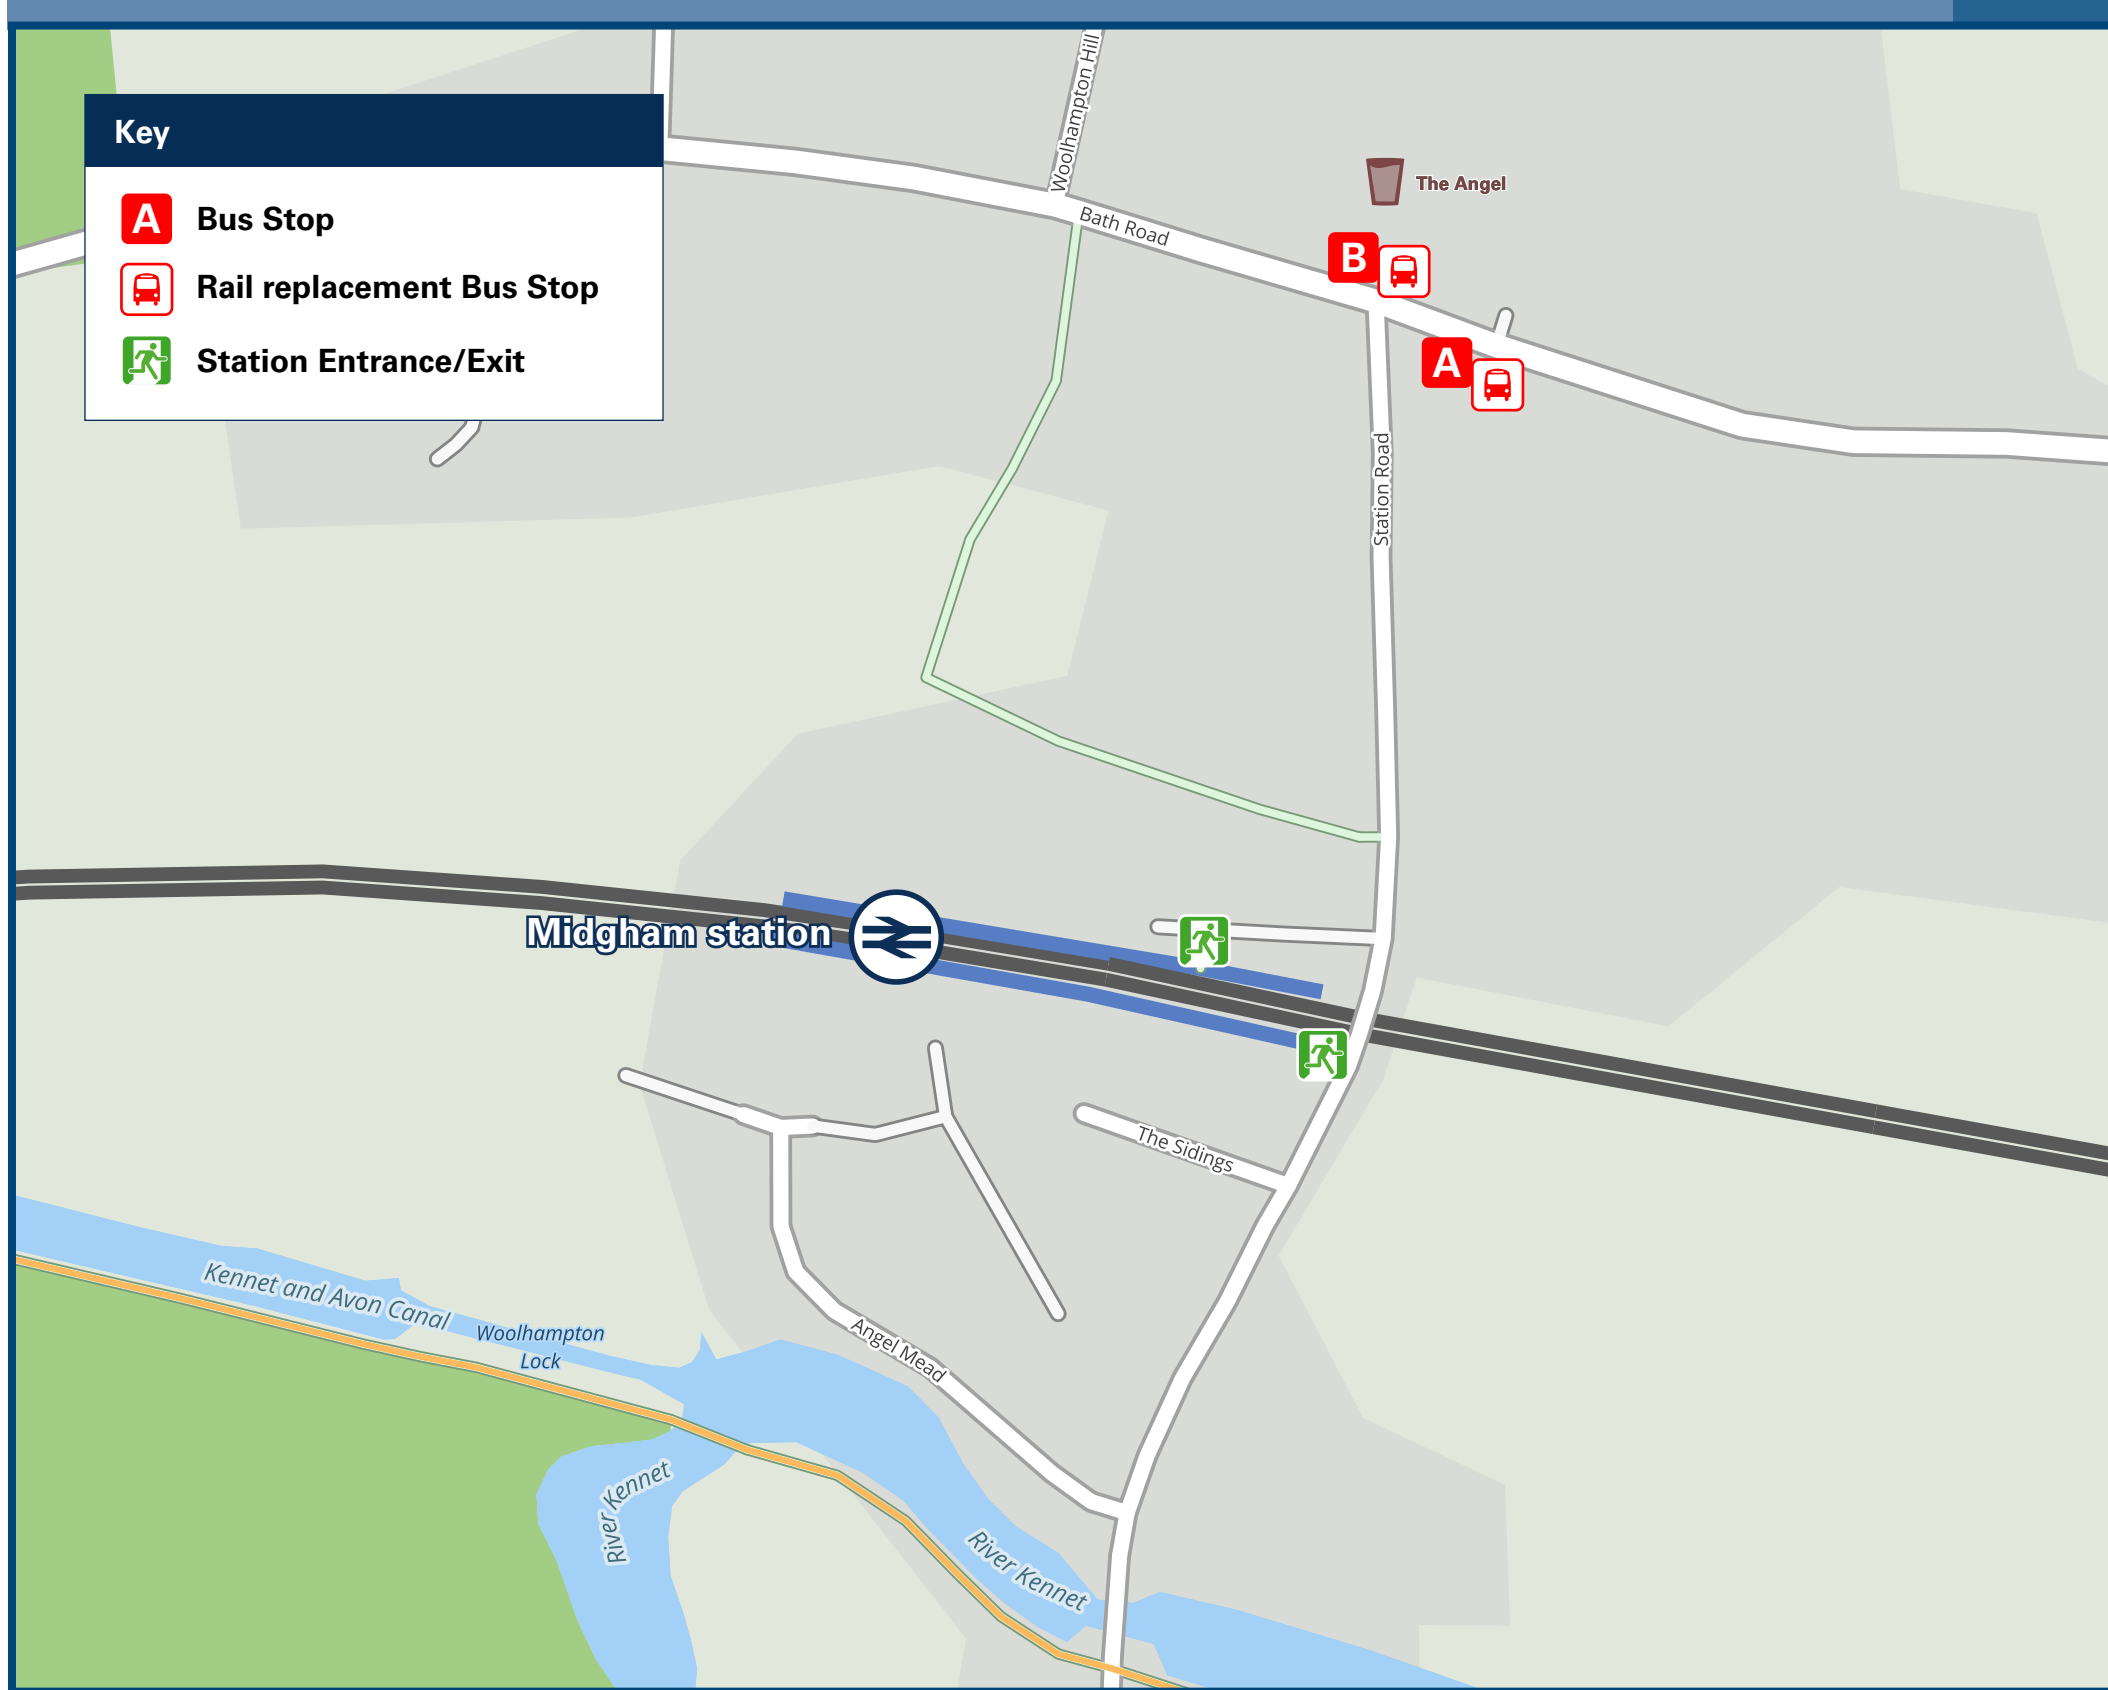 Key
A Bus Stop
Rail replacement Bus Stop
Station Entrance/Exit
Woolhampton Hill
Bath Road
The Angel
B
A
Station Road
Midgham station
The Sidings
Angel Mead
Kennet and Avon Canal
Woolhampton
Lock
River Kennet
River Kennet